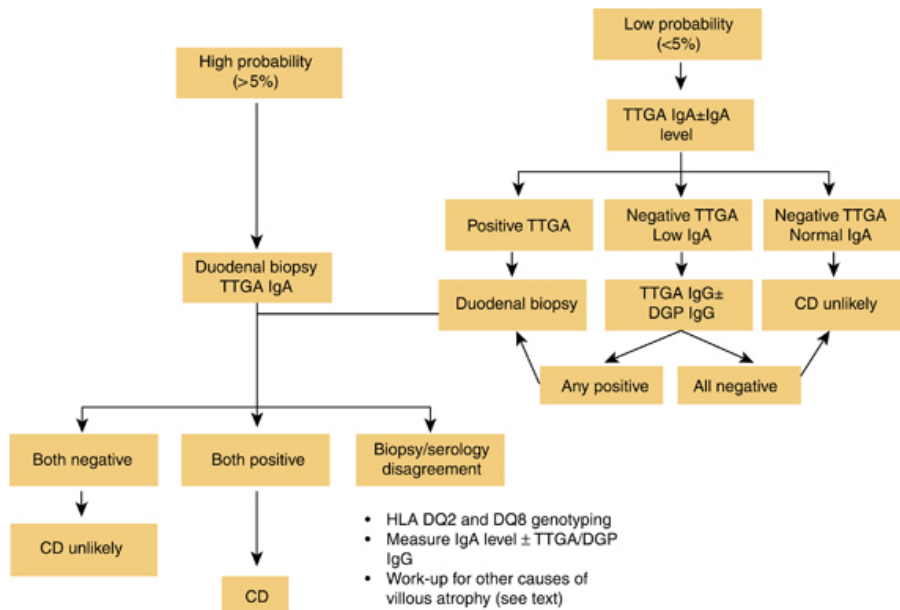 Low probability
(<5%)
High probability
(>5%)
TTGA IgA±IgA
level
Positive TTGA
Negative TTGA
Low IgA
Negative TTGA
Normal IgA
Duodenal biopsy
TTGA IgA
Duodenal biopsy
TTGA IgG±
DGP IgG
CD unlikely
Any positive
All negative
Both negative
Both positive
Biopsy/serology
disagreement
CD unlikely
CD
• HLA DQ2 and DQ8 genotyping
• Measure IgA level ± TTGA/DGP
IgG
• Work-up for other causes of
villous atrophy (see text)